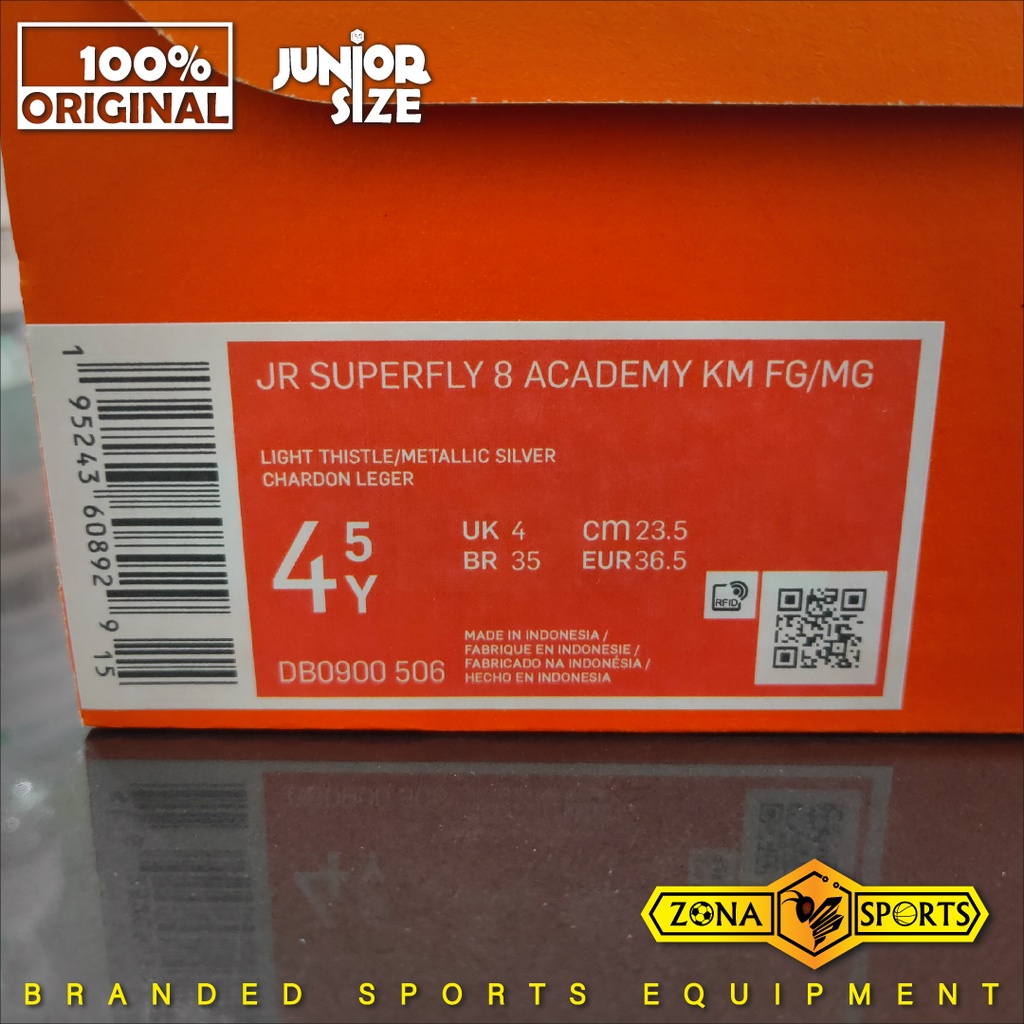 100%
ORIGINAL
JUNIOR
SIZE
JR SUPERFLY 8 ACADEMY KM FG/MG
LIGHT THISTLE/METALLIC SILVER
CHARDON LEGER
4 5 Y
UK 4
cm 23.5
BR 35
EUR 36.5
RFID
MADE IN INDONESIA /
FABRIQUE EN INDONESIE /
FABRICADO NA INDONÉSIA /
HECHO EN INDONESIA
DB0900 506
1 95243 60892 9 15
ZONA SPORTS
BRANDED SPORTS EQUIPMENT